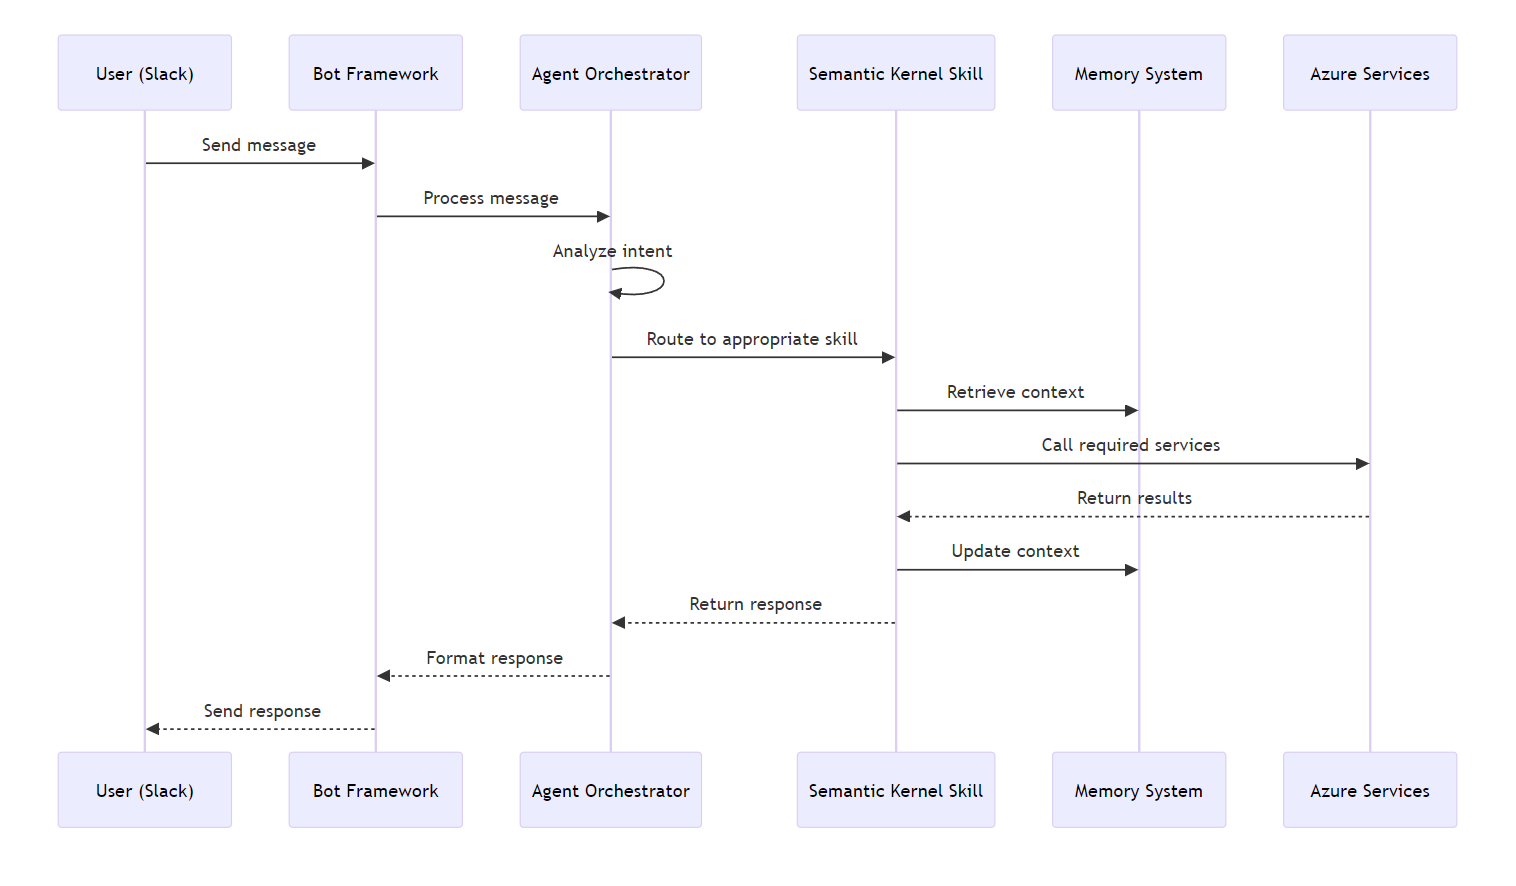 User (Slack)
Bot Framework
Agent Orchestrator
Semantic Kernel Skill
Memory System
Azure Services
Send message
Process message
Analyze intent
Route to appropriate skill
Retrieve context
Call required services
Return results
Update context
Return response
Format response
Send response
User (Slack)
Bot Framework
Agent Orchestrator
Semantic Kernel Skill
Memory System
Azure Services